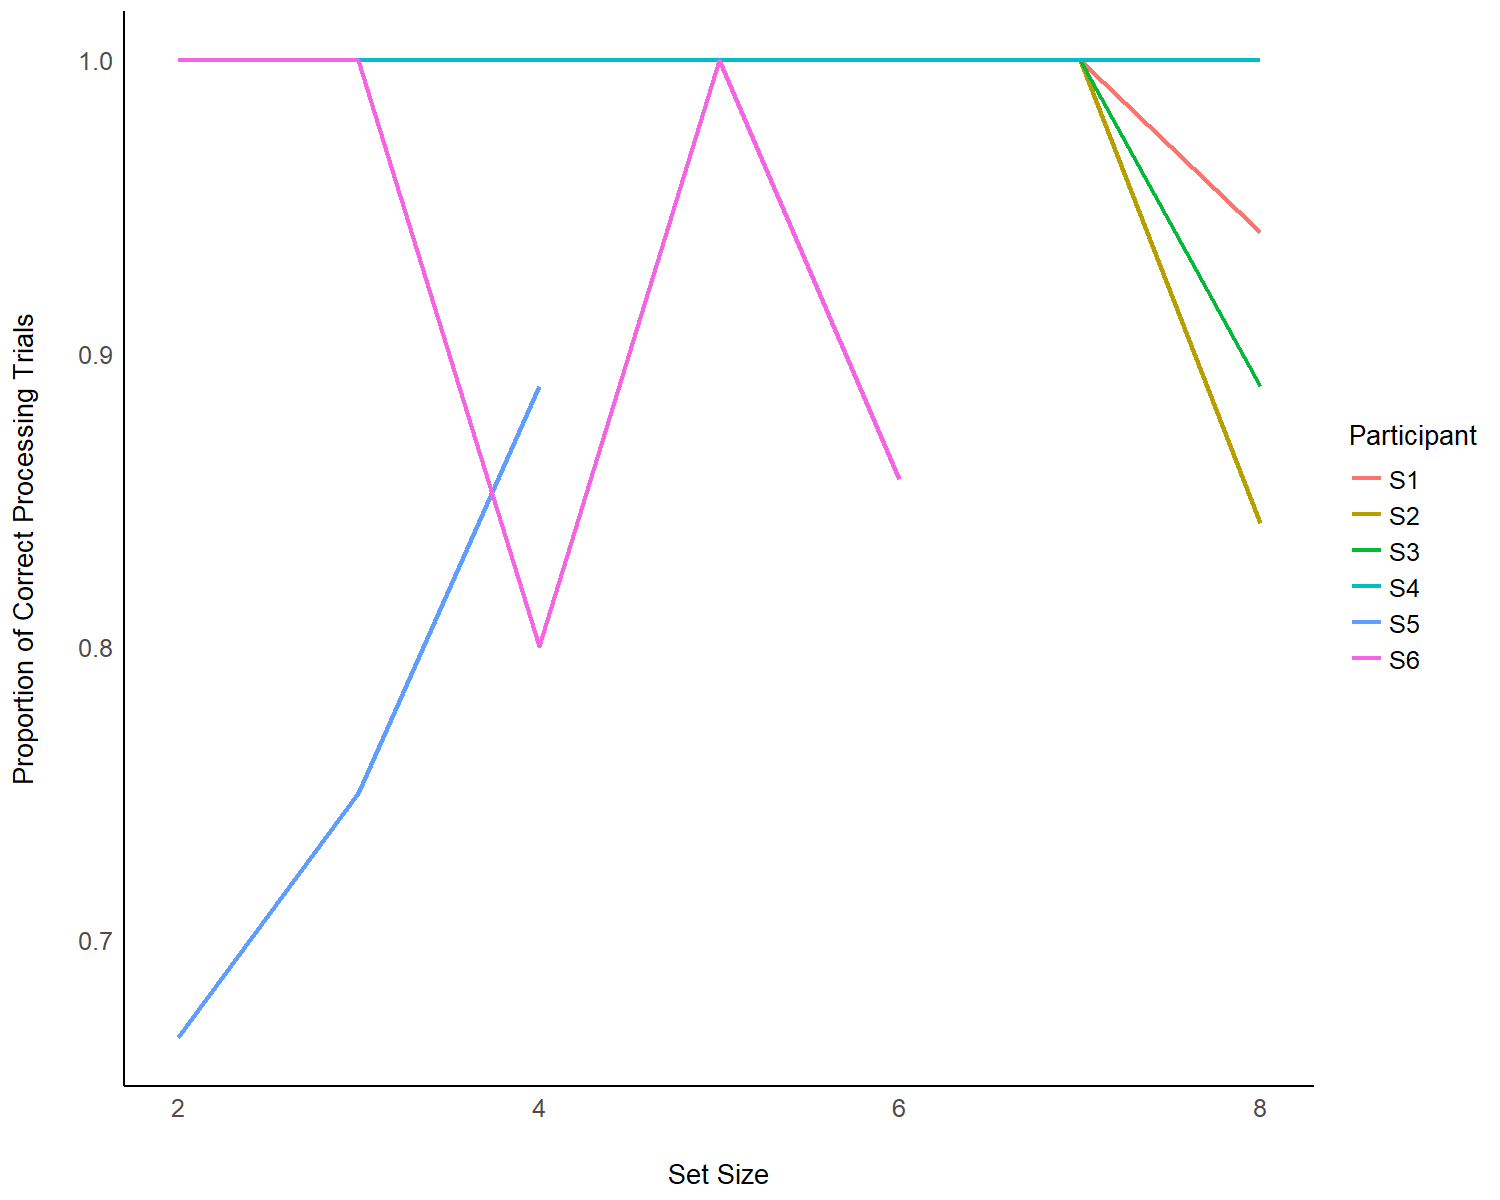 1.0
0.9
0.8
0.7
Proportion of Correct Processing Trials
2 4 6 8
Set Size
Participant
S1
S2
S3
S4
S5
S6